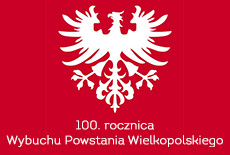 100. rocznica
Wybuchu Powstania Wielkopolskiego